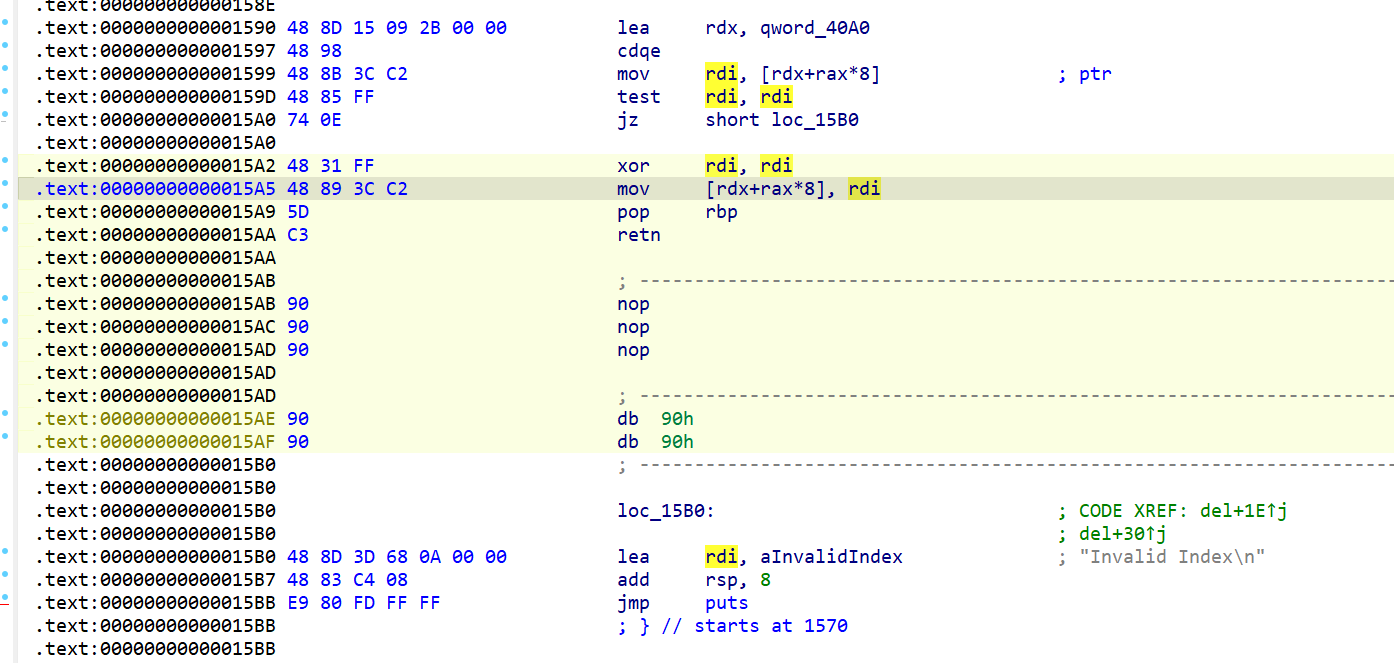 .text:000000000000158E
.text:0000000000001590 48 8D 15 09 2B 00 00 lea rdx, qword_40A0
.text:0000000000001597 48 98 cdqe
.text:0000000000001599 48 8B 3C C2 mov rdi, [rdx+rax*8] ; ptr
.text:000000000000159D 48 85 FF test rdi, rdi
.text:00000000000015A0 74 0E jz short loc_15B0
.text:00000000000015A0
.text:00000000000015A2 48 31 FF xor rdi, rdi
.text:00000000000015A5 48 89 3C C2 mov [rdx+rax*8], rdi
.text:00000000000015A9 5D pop rbp
.text:00000000000015AA C3 retn
.text:00000000000015AA
.text:00000000000015AB ; ---------------------------------------------------------------------------
.text:00000000000015AB 90 nop
.text:00000000000015AC 90 nop
.text:00000000000015AD 90 nop
.text:00000000000015AD
.text:00000000000015AD ; ---------------------------------------------------------------------------
.text:00000000000015AE 90 db 90h
.text:00000000000015AF 90 db 90h
.text:00000000000015B0 ; ---------------------------------------------------------------------------
.text:00000000000015B0
.text:00000000000015B0 loc_15B0: ; CODE XREF: del+1E↑j
.text:00000000000015B0 ; del+30↑j
.text:00000000000015B0 48 8D 3D 68 0A 00 00 lea rdi, aInvalidIndex ; "Invalid Index\n"
.text:00000000000015B7 48 83 C4 08 add rsp, 8
.text:00000000000015BB E9 80 FD FF FF jmp puts
.text:00000000000015BB ; } // starts at 1570
.text:00000000000015BB